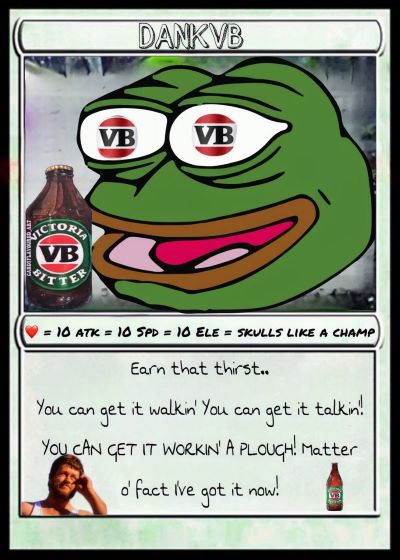 DANKVB
VB
VB
VICTORIA
VB
BITTER
❤️ = 10 ATK = 10 SPD = 10 ELE = SKULLS LIKE A CHAMP
Earn that thirst..
You can get it walkin' You can get it talkin'!
YOU CAN GET IT WORKIN' A PLOUGH! Matter
o' fact I've got it now!
VB